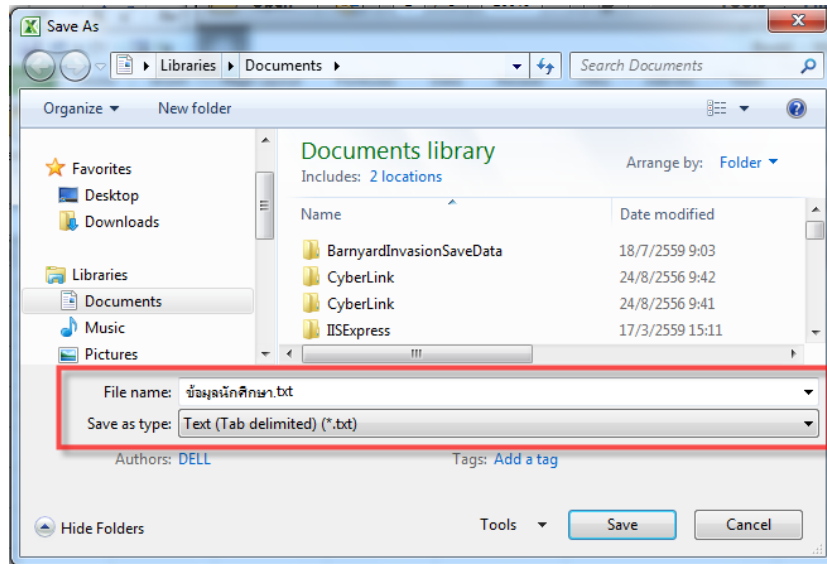 Save As
Libraries Documents Search Documents
Organize New folder
Documents library
Includes: 2 locations
Arrange by: Folder
Name Date modified
BarnyardInvasionSaveData 18/7/2559 9:03
CyberLink 24/8/2556 9:42
CyberLink 24/8/2556 9:41
IISExpress 17/3/2559 15:11
Favorites
Desktop
Downloads
Libraries
Documents
Music
Pictures
File name: ข้อมูลนักศึกษา.txt
Save as type: Text (Tab delimited) (*.txt)
Authors: DELL Tags: Add a tag
Hide Folders Tools Save Cancel